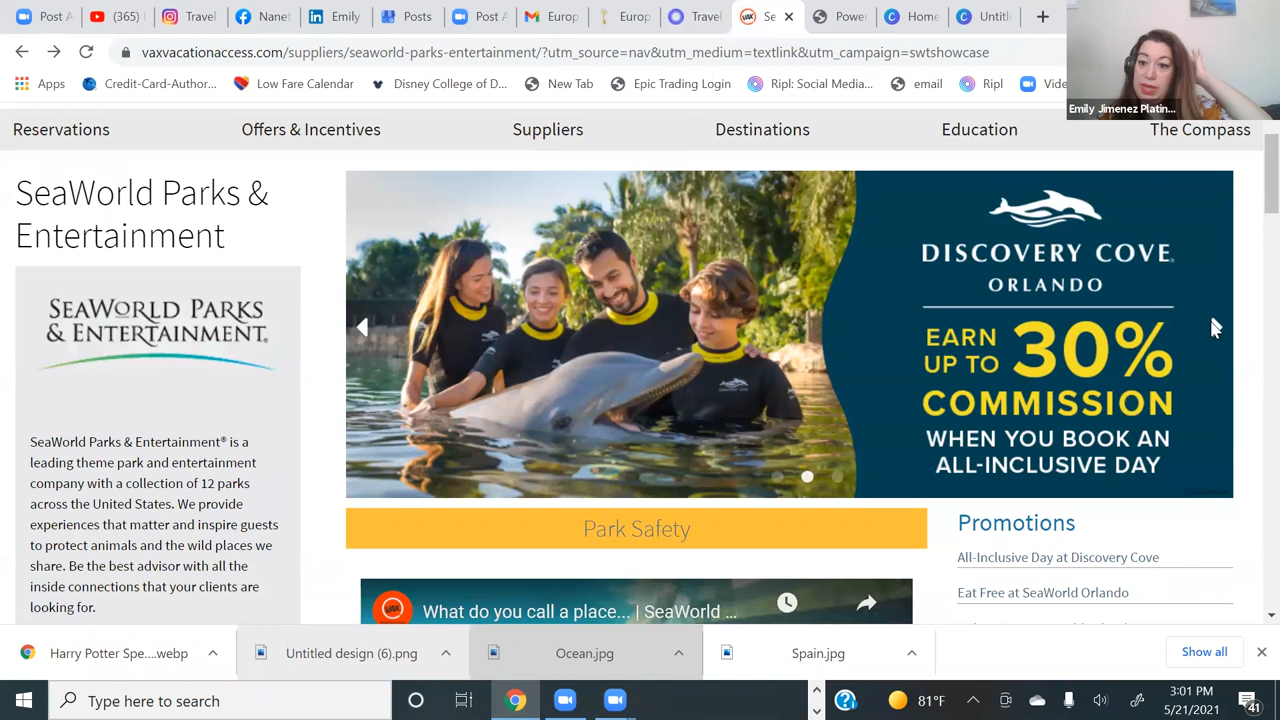 Post A
(365)
Travel
Nanet
Emily
Posts
Post A
Europ
Europ
Travel
Se
Powe
Home
Untitl
vaxvacationaccess.com/suppliers/seaworld-parks-entertainment/?utm_source=nav&utm_medium=textlink&utm_campaign=swtshowcase
Apps
Credit-Card-Author...
Low Fare Calendar
Disney College of D...
New Tab
Epic Trading Login
Ripl: Social Media...
email
Ripl
Vide
Emily Jimenez Platin...
Reservations
Offers & Incentives
Suppliers
Destinations
Education
The Compass
SeaWorld Parks &
Entertainment
SEAWORLD PARKS
& ENTERTAINMENT®
SeaWorld Parks & Entertainment® is a
leading theme park and entertainment
company with a collection of 12 parks
across the United States. We provide
experiences that matter and inspire guests
to protect animals and the wild places we
share. Be the best advisor with all the
inside connections that your clients are
looking for.
DISCOVERY COVE®
ORLANDO
EARN
UP TO 30%
COMMISSION
WHEN YOU BOOK AN
ALL-INCLUSIVE DAY
Park Safety
VAX
What do you call a place... | SeaWorld ...
Promotions
All-Inclusive Day at Discovery Cove
Eat Free at SeaWorld Orlando
Harry Potter Spe....webp
Untitled design (6).png
Ocean.jpg
Spain.jpg
Show all
Type here to search
81°F
3:01 PM
5/21/2021
41